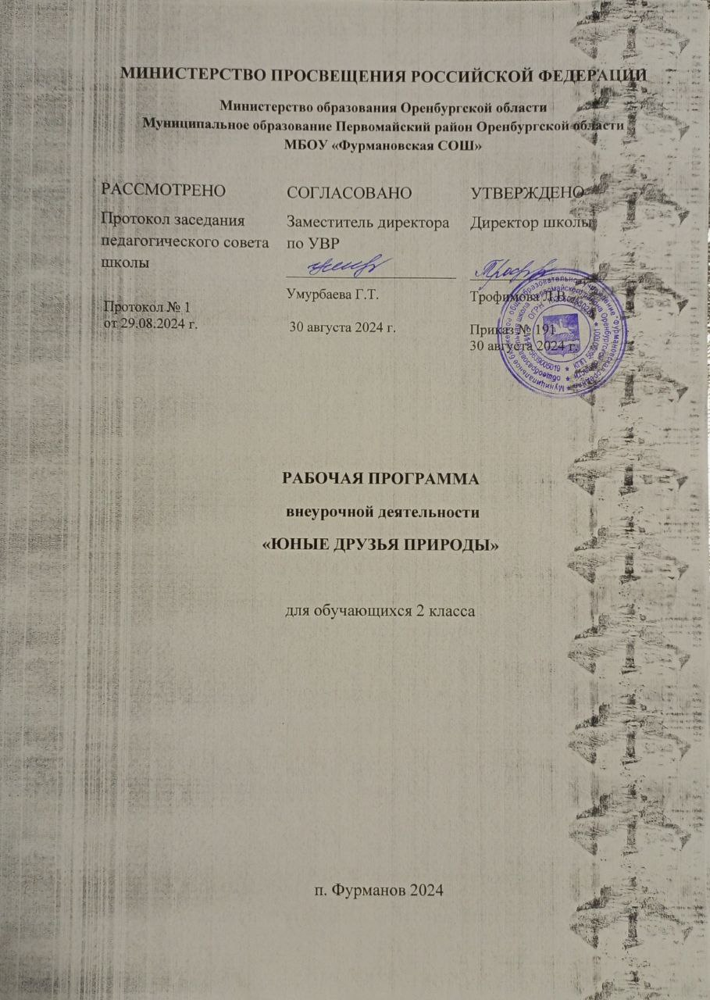 МИНИСТЕРСТВО ПРОСВЕЩЕНИЯ РОССИЙСКОЙ ФЕДЕРАЦИИ
Министерство образования Оренбургской области
Муниципальное образование Первомайский район Оренбургской области
МБОУ «Фурмановская СОШ»
РАССМОТРЕНО
Протокол заседания
педагогического совета
школы
Протокол № 1
от 29.08.2024 г.
СОГЛАСОВАНО
Заместитель директора
по УВР
Умурбаева Г.Т.
30 августа 2024 г.
УТВЕРЖДЕНО
Директор школы
Трофимова Л.В.
Приказ № 191
30 августа 2024 г.
РАБОЧАЯ ПРОГРАММА
внеурочной деятельности
«ЮНЫЕ ДРУЗЬЯ ПРИРОДЫ»
для обучающихся 2 класса
п. Фурманов 2024